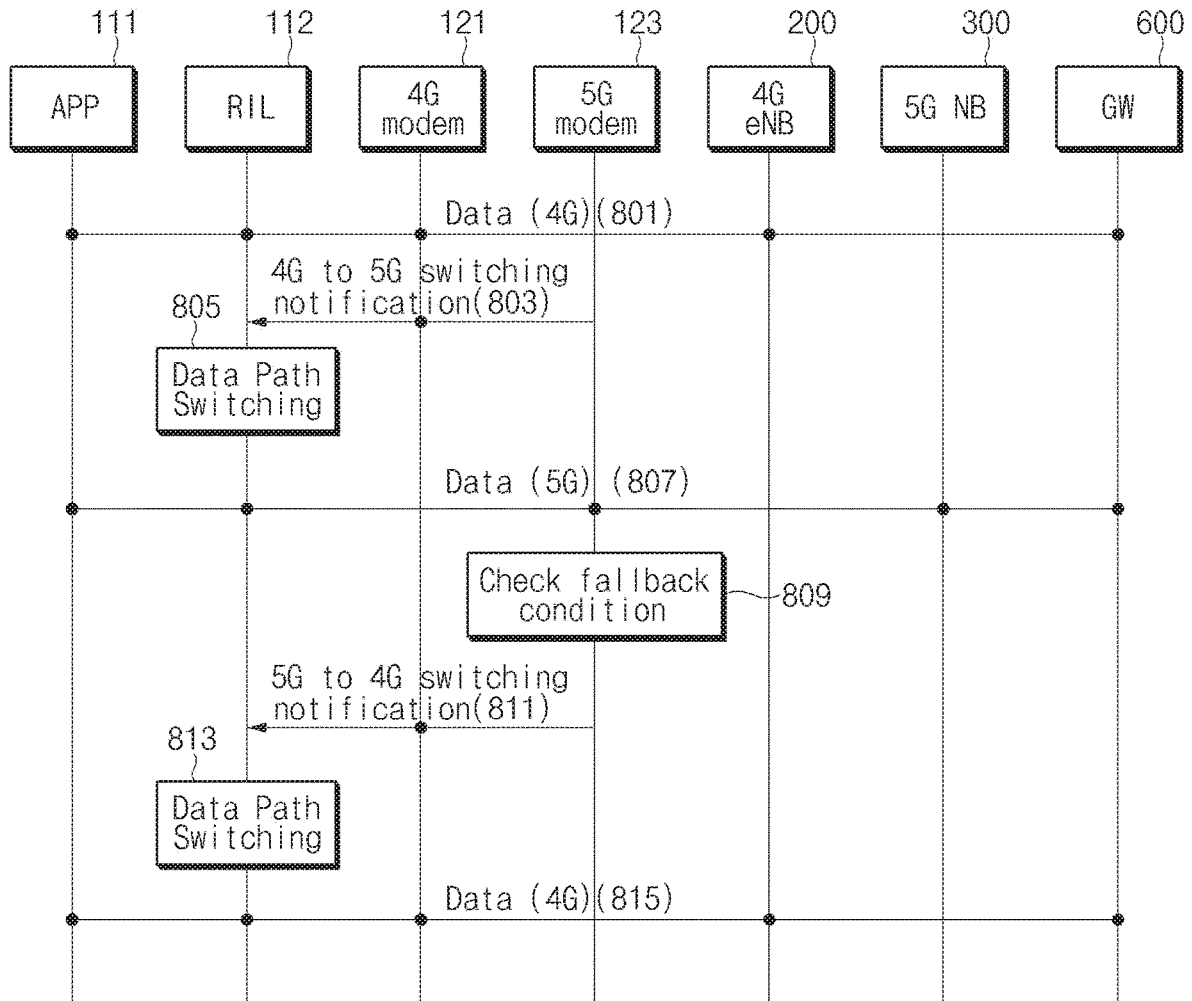 111 112 121 123 200 300 600
APP RIL 4G modem 5G modem 4G eNB 5G NB GW
Data (4G)(801)
4G to 5G switching
notification(803)
805
Data Path
Switching
Data (5G) (807)
Check fallback
condition
809
5G to 4G switching
notification(811)
813
Data Path
Switching
Data (4G)(815)